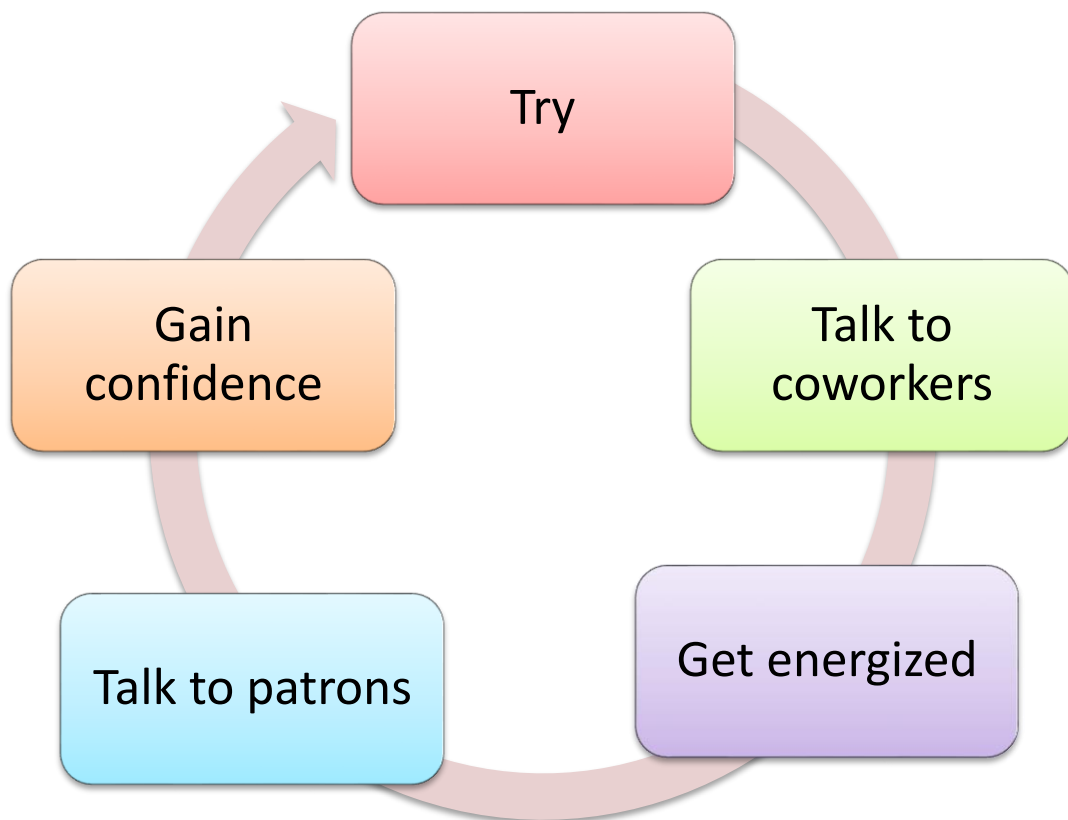 Try
Talk to
coworkers
Get energized
Talk to patrons
Gain
confidence